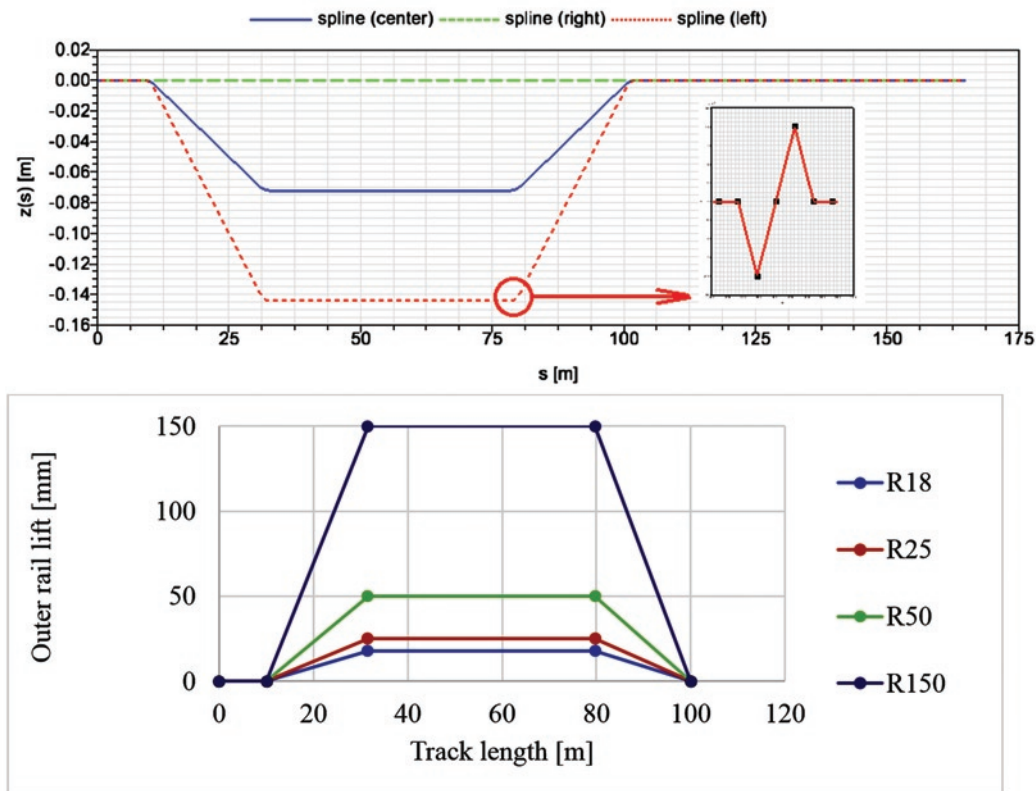 spline (center) spline (right) spline (left)
0.02
0.00
-0.02
-0.04
-0.06
-0.08
-0.10
-0.12
-0.14
-0.16
z(s) [m]
0 25 50 75 100 125 150 175
s [m]
150
100
50
0
Outer rail lift [mm]
0 20 40 60 80 100 120
Track length [m]
R18
R25
R50
R150